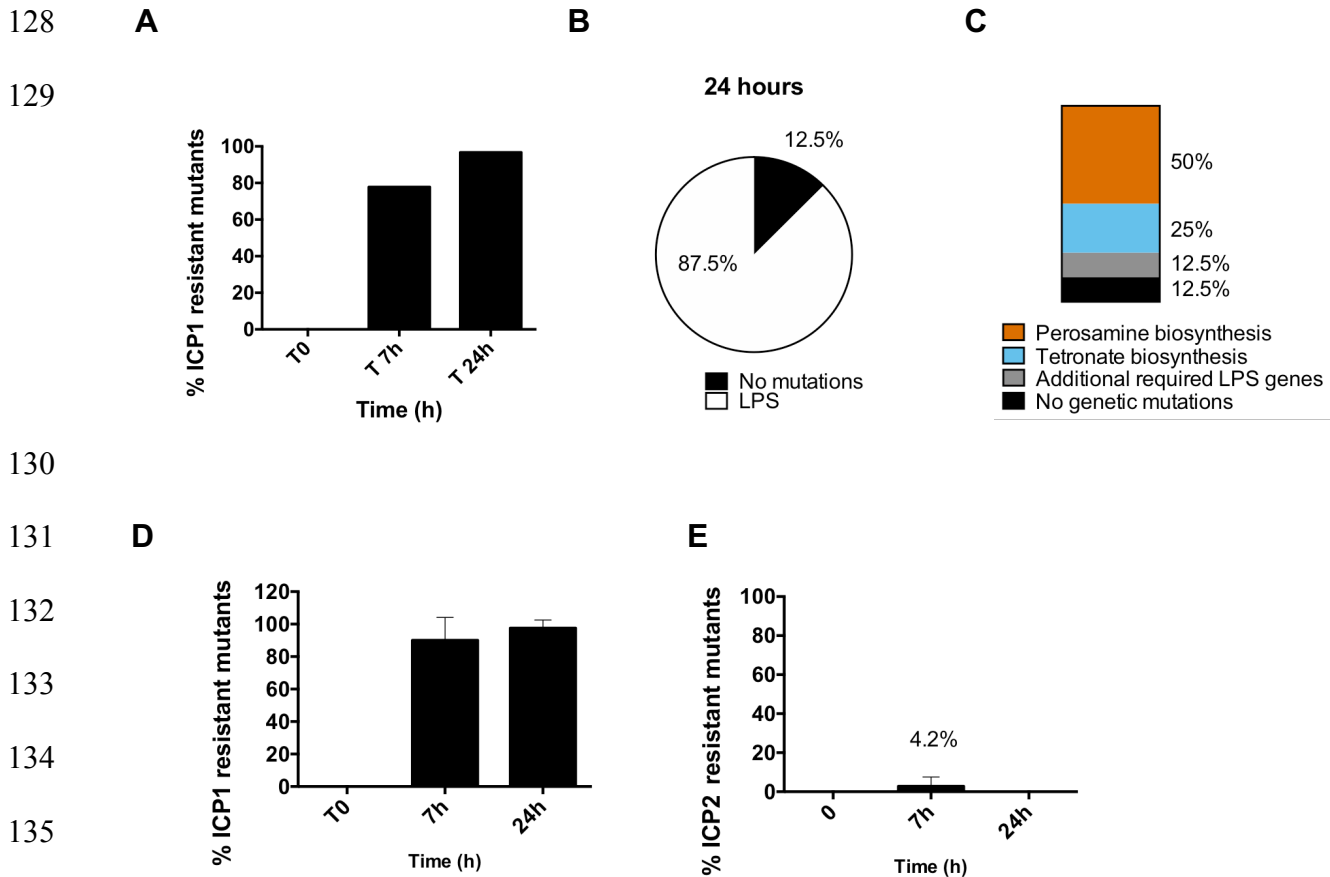 128
A
B
C
129
% ICP1 resistant mutants
100
80
60
40
20
0
T0
T 7h
T 24h
Time (h)
24 hours
12.5%
87.5%
No mutations
LPS
50%
25%
12.5%
12.5%
Perosamine biosynthesis
Tetronate biosynthesis
Additional required LPS genes
No genetic mutations
130
131
D
E
132
133
134
135
% ICP1 resistant mutants
120
100
80
60
40
20
0
T0
7h
24h
Time (h)
% ICP2 resistant mutants
100
80
60
40
20
0
4.2%
0
7h
24h
Time (h)